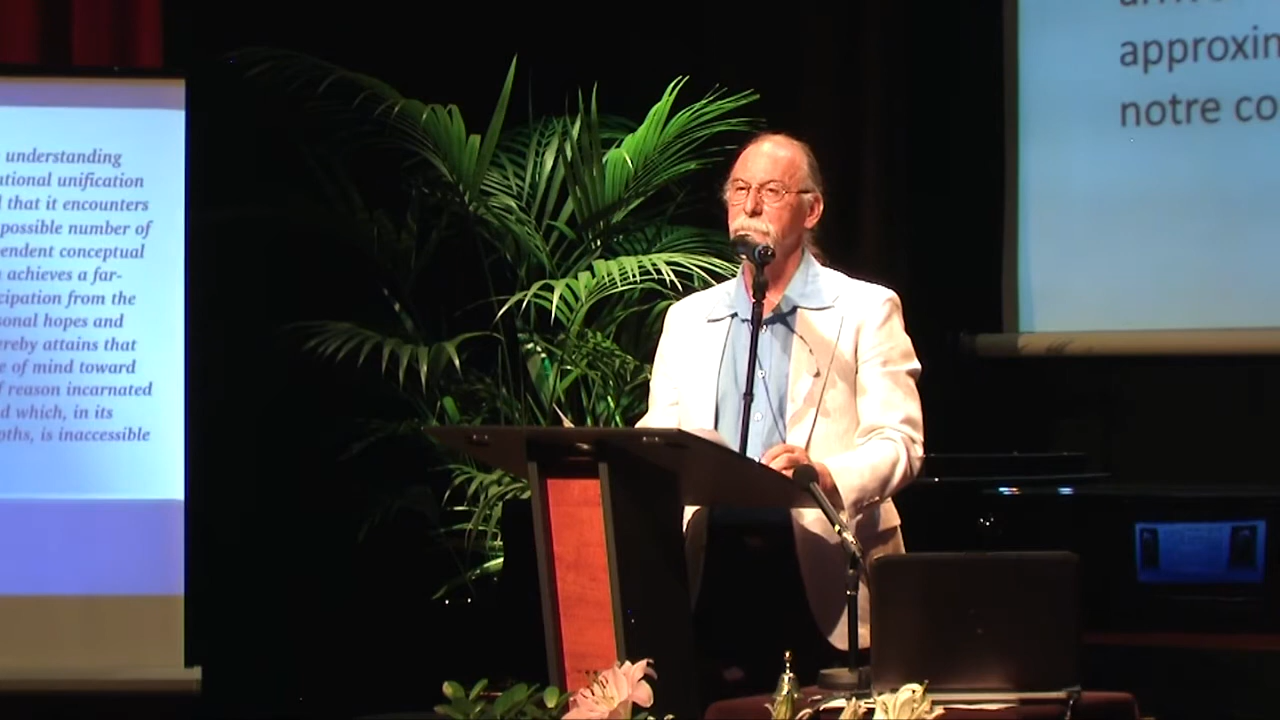 understanding
ational unification
that it encounters
possible number of
endent conceptual
achieves a far-
cipation from the
sonal hopes and
ereby attains that
e of mind toward
f reason incarnated
d which, in its
pths, is inaccessible
approxin
notre co